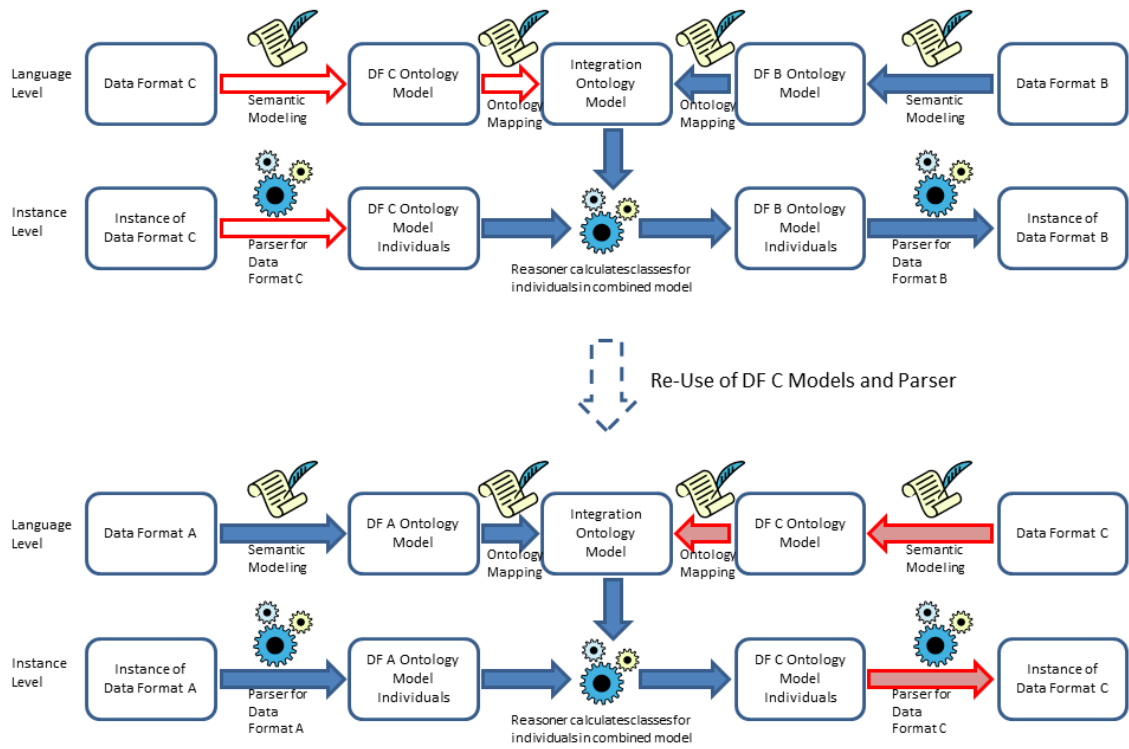 Language
Level
Data Format C
Semantic
Modeling
DF C Ontology
Model
Ontology
Mapping
Integration
Ontology
Model
Ontology
Mapping
DF B Ontology
Model
Semantic
Modeling
Data Format B
Instance
Level
Instance of
Data Format C
Parser for
Data
Format C
DF C Ontology
Model
Individuals
Reasoner calculates classes for
individuals in combined model
DF B Ontology
Model
Individuals
Parser for
Data
Format B
Instance of
Data Format B
Re-Use of DF C Models and Parser
Language
Level
Data Format A
Semantic
Modeling
DF A Ontology
Model
Ontology
Mapping
Integration
Ontology
Model
Ontology
Mapping
DF C Ontology
Model
Semantic
Modeling
Data Format C
Instance
Level
Instance of
Data Format A
Parser for
Data
Format A
DF A Ontology
Model
Individuals
Reasoner calculates classes for
individuals in combined model
DF C Ontology
Model
Individuals
Parser for
Data
Format C
Instance of
Data Format C